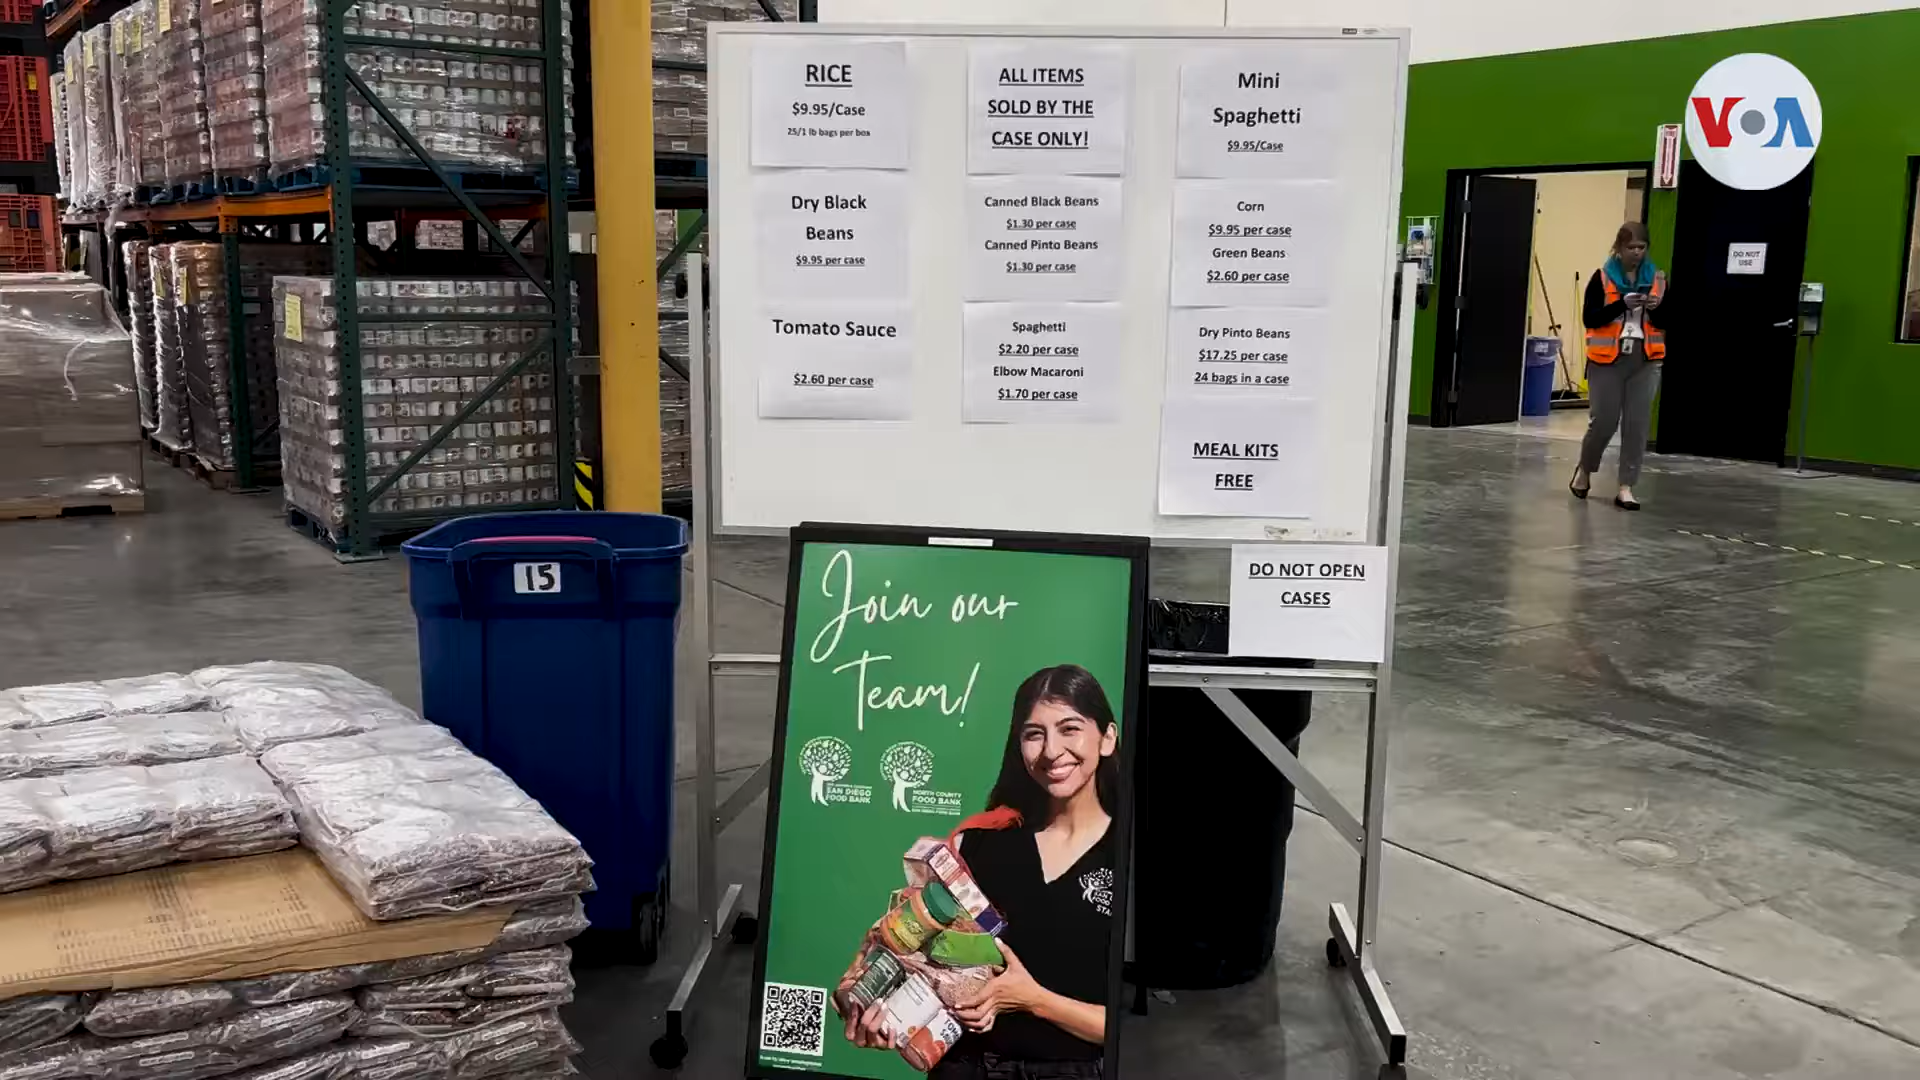 RICE
$9.95/Case
25/1 lb bags per box
ALL ITEMS
SOLD BY THE
CASE ONLY!
Mini
Spaghetti
$9.95/Case
Dry Black
Beans
$9.95 per case
Canned Black Beans
$1.30 per case
Canned Pinto Beans
$1.30 per case
Corn
$9.95 per case
Green Beans
$2.60 per case
Tomato Sauce
$2.60 per case
Spaghetti
$2.20 per case
Elbow Macaroni
$1.70 per case
Dry Pinto Beans
$17.25 per case
24 bags in a case
MEAL KITS
FREE
DO NOT OPEN
CASES
15
Join our
Team!
SAN DIEGO
FOOD BANK
NORTH COUNTY
FOOD BANK
DO NOT
USE
VOA